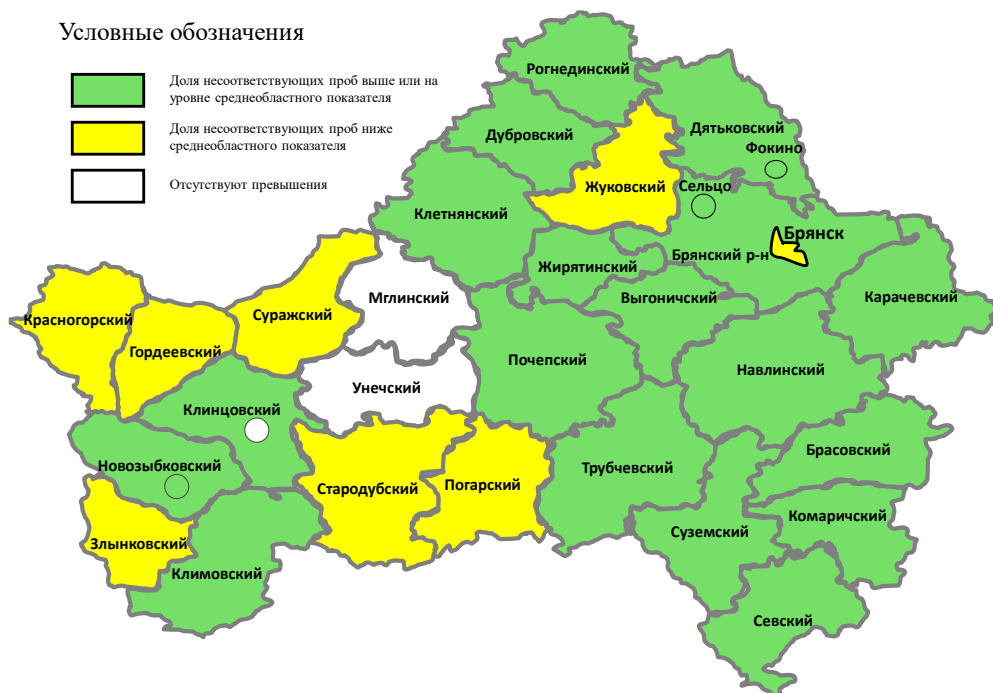 Условные обозначения
Доля несоответствующих проб выше или на
уровне среднеобластного показателя
Доля несоответствующих проб ниже
среднеобластного показателя
Отсутствуют превышения
Рогнединский
Дубровский
Дятьковский
Фокино
Жуковский
Сельцо
Клетнянский
Брянск
Брянский р-н
Жирятинский
Выгоничский
Карачевский
Мглинский
Суражский
Красногорский
Гордеевский
Почепский
Навлинский
Унечский
Клинцовский
Новозыбковский
Стародубский
Погарский
Трубчевский
Брасовский
Комаричский
Суземский
Злынковский
Климовский
Севский